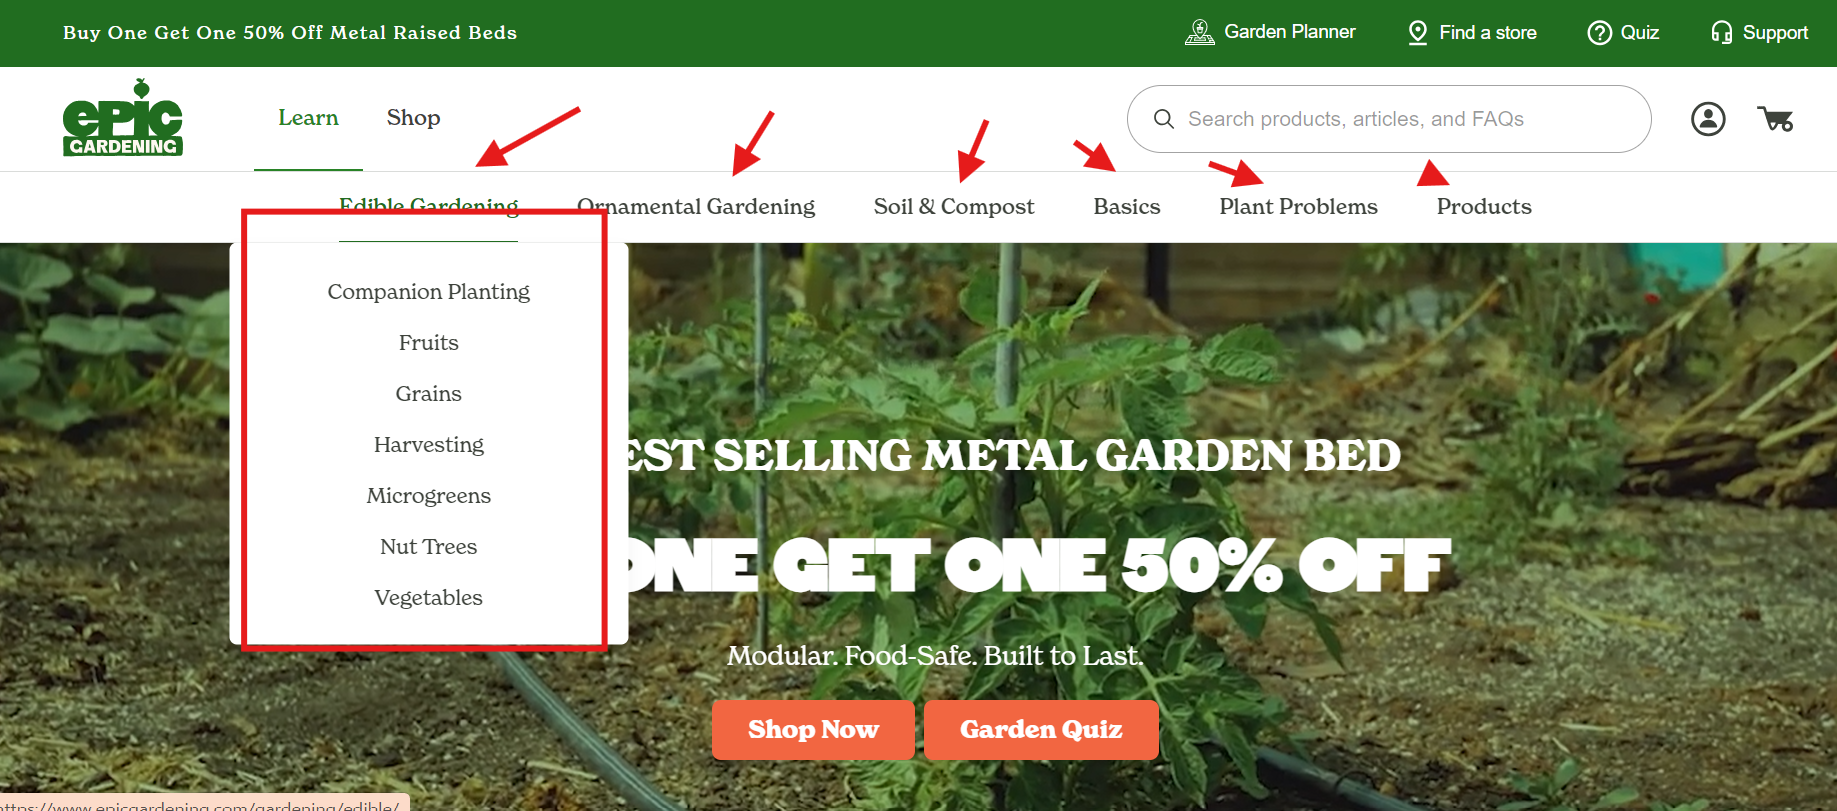 Buy One Get One 50% Off Metal Raised Beds
Garden Planner
Find a store
Quiz
Support
epic
GARDENING
Learn
Shop
Search products, articles, and FAQs
Edible Gardening
Ornamental Gardening
Soil & Compost
Basics
Plant Problems
Products
Companion Planting
Fruits
Grains
Harvesting
Microgreens
Nut Trees
Vegetables
SELLING METAL GARDEN BED
ONE GET ONE 50% OFF
Modular. Food-Safe. Built to Last.
Shop Now
Garden Quiz
https://www.epicgardening.com/gardening/edible/